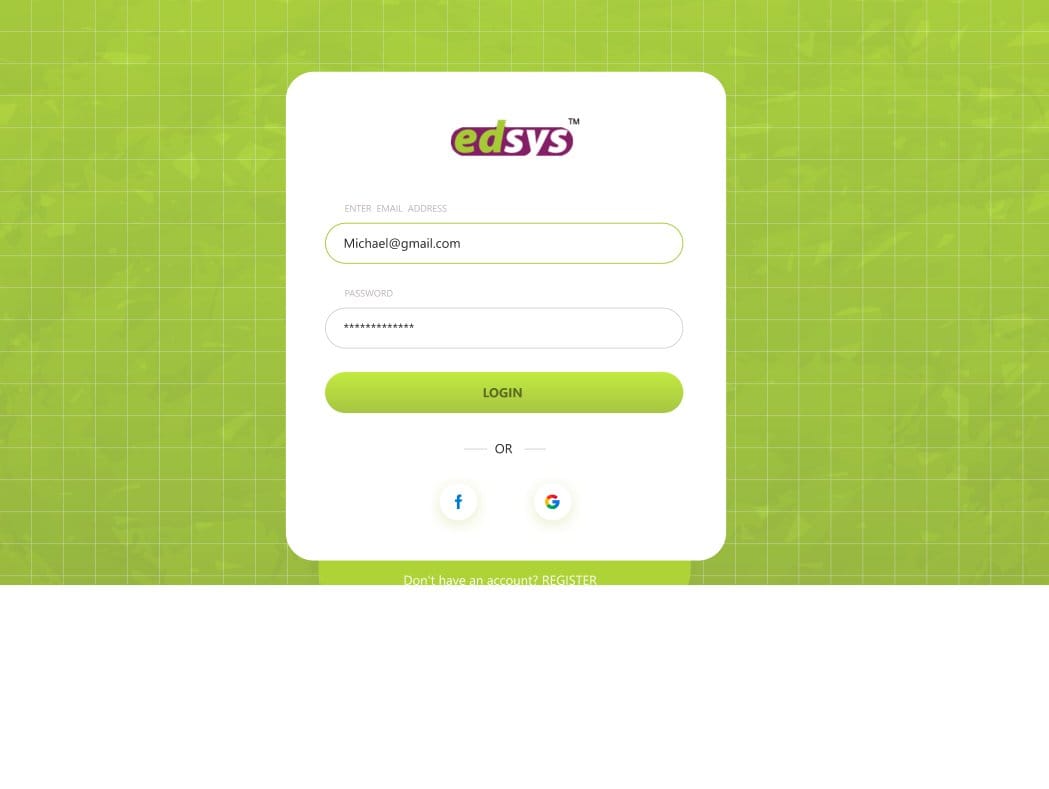 edsys™
ENTER EMAIL ADDRESS
Michael@gmail.com
PASSWORD
*************
LOGIN
OR
f
G
Don't have an account? REGISTER